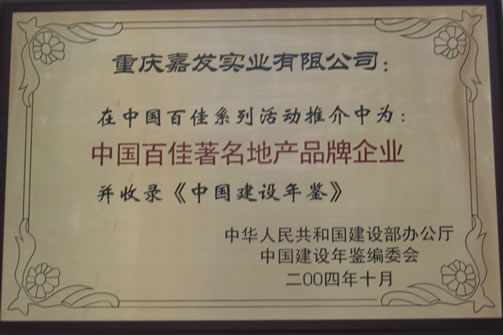 重庆嘉发实业有限公司：
在中国百佳系列活动推介中为：
中国百佳著名地产品牌企业
并收录《中国建设年鉴》
中华人民共和国建设部办公厅
中国建设年鉴编委会
二00四年十月